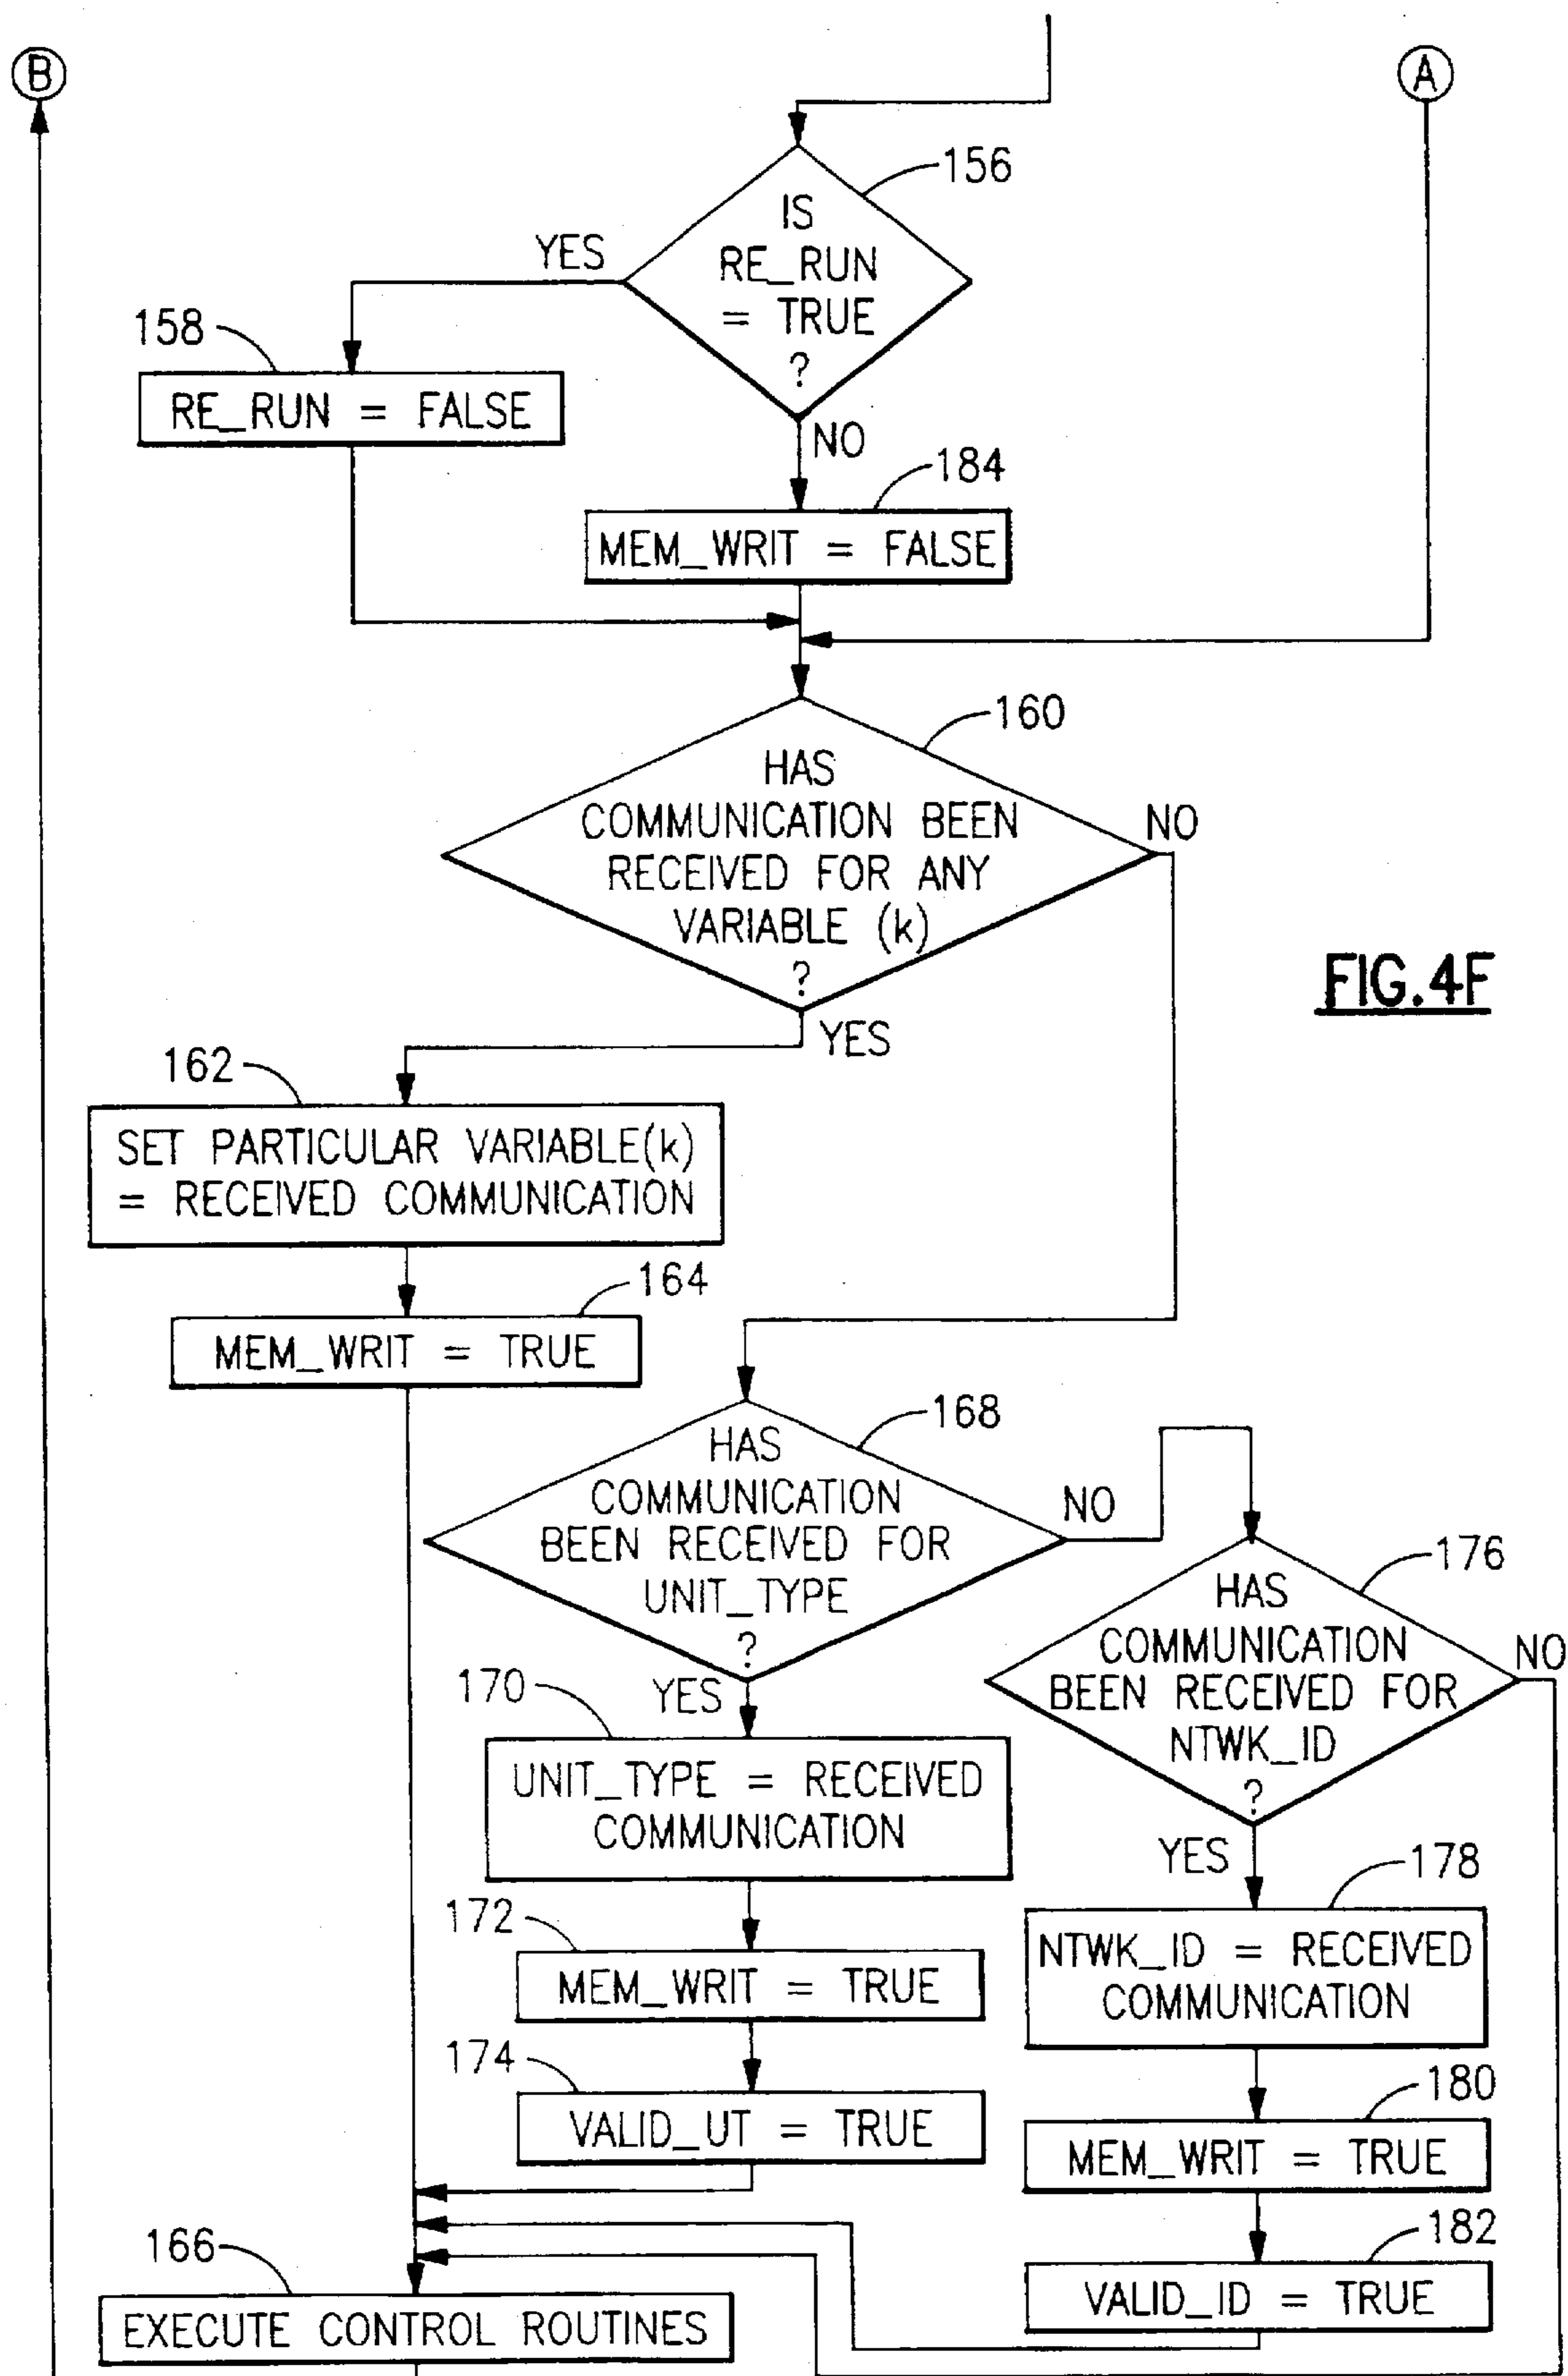 B
A
156
IS
RE_RUN
= TRUE
?
YES
158
RE_RUN = FALSE
NO
184
MEM_WRIT = FALSE
160
HAS
COMMUNICATION BEEN
RECEIVED FOR ANY
VARIABLE (k)
?
NO
YES
FIG.4F
162
SET PARTICULAR VARIABLE(k)
= RECEIVED COMMUNICATION
164
MEM_WRIT = TRUE
168
HAS
COMMUNICATION
BEEN RECEIVED FOR
UNIT_TYPE
?
NO
YES
176
HAS
COMMUNICATION
BEEN RECEIVED FOR
NTWK_ID
?
NO
YES
170
UNIT_TYPE = RECEIVED
COMMUNICATION
172
MEM_WRIT = TRUE
174
VALID_UT = TRUE
178
NTWK_ID = RECEIVED
COMMUNICATION
180
MEM_WRIT = TRUE
182
VALID_ID = TRUE
166
EXECUTE CONTROL ROUTINES